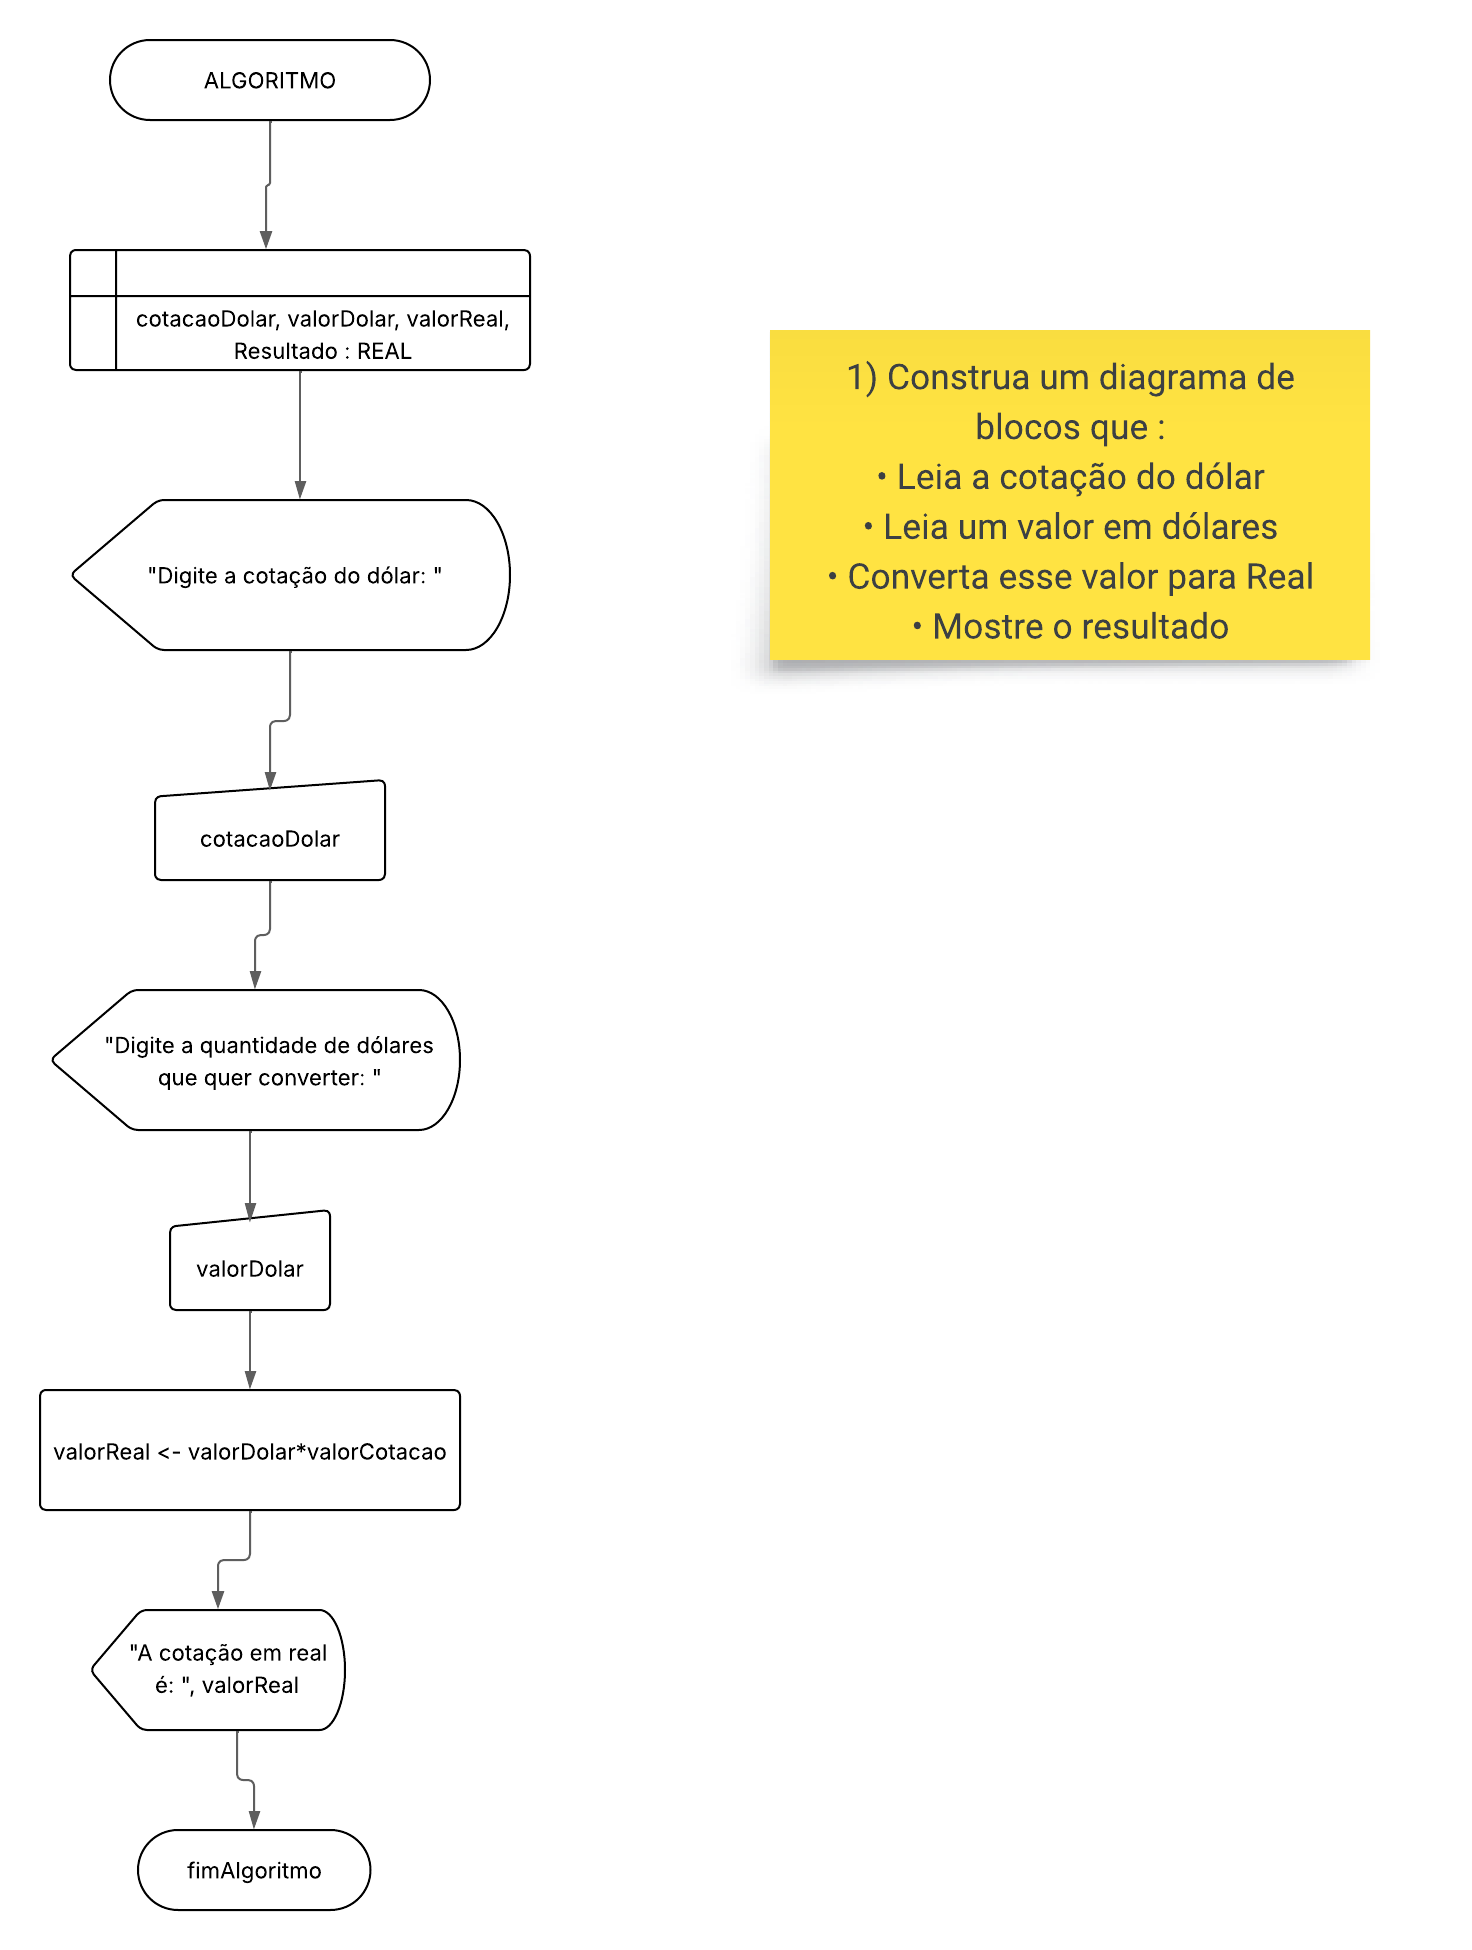 ALGORITMO
cotacaoDolar, valorDolar, valorReal,
Resultado : REAL
"Digite a cotação do dólar: "
cotacaoDolar
"Digite a quantidade de dólares
que quer converter: "
valorDolar
valorReal <- valorDolar*valorCotacao
"A cotação em real
é: ", valorReal
fimAlgoritmo
1) Construa um diagrama de
blocos que :
• Leia a cotação do dólar
• Leia um valor em dólares
• Converta esse valor para Real
• Mostre o resultado